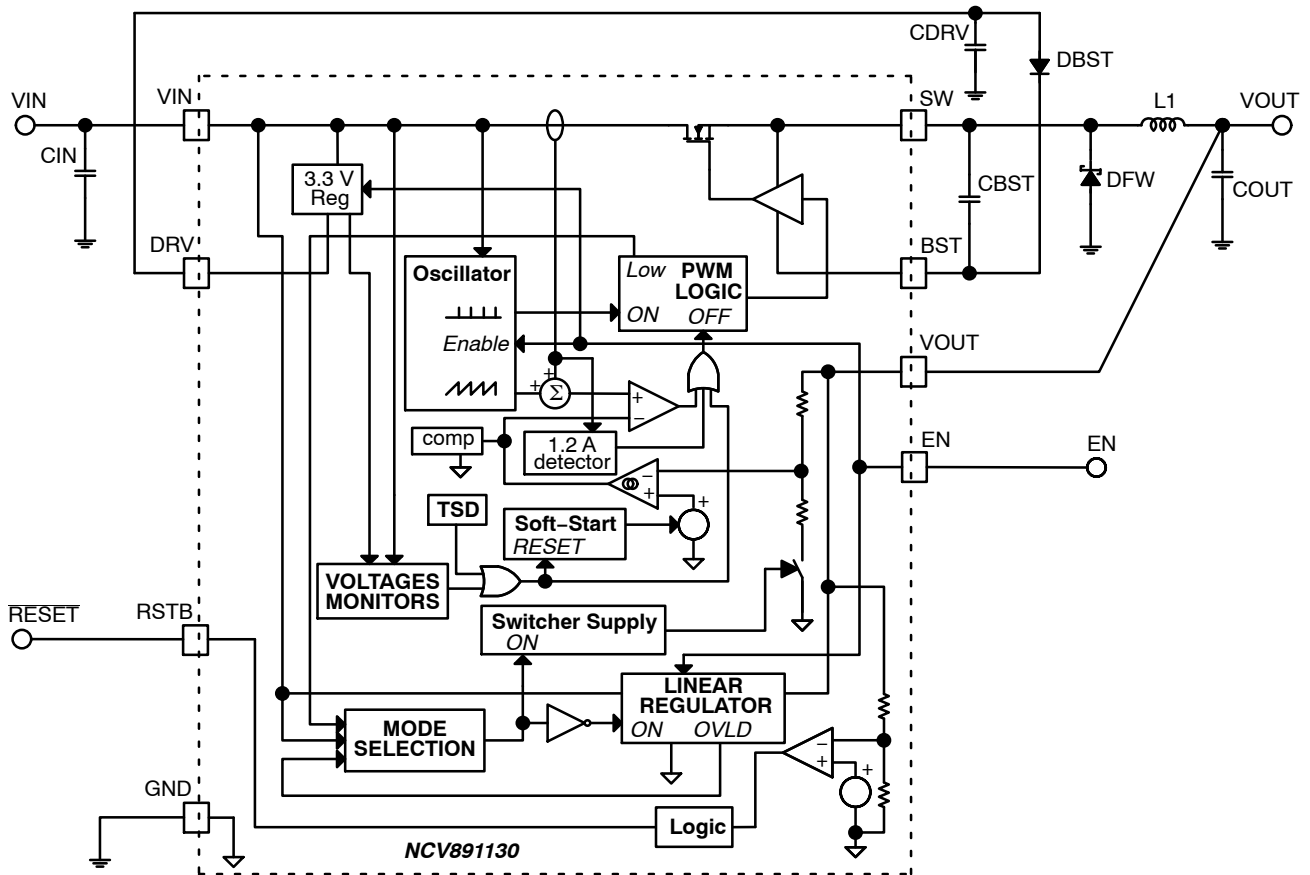 CDRV
DBST
VIN
VIN
SW
L1
VOUT
CIN
3.3 V
Reg
CBST
DFW
COUT
DRV
BST
Oscillator
Low
PWM
LOGIC
ON
OFF
Enable
VOUT
+
+
Σ
+
−
comp
1.2 A
detector
EN
EN
−
+
+
TSD
Soft−Start
RESET
VOLTAGES
MONITORS
RESET
RSTB
Switcher Supply
ON
LINEAR
REGULATOR
ON
OVLD
MODE
SELECTION
−
+
+
GND
Logic
NCV891130